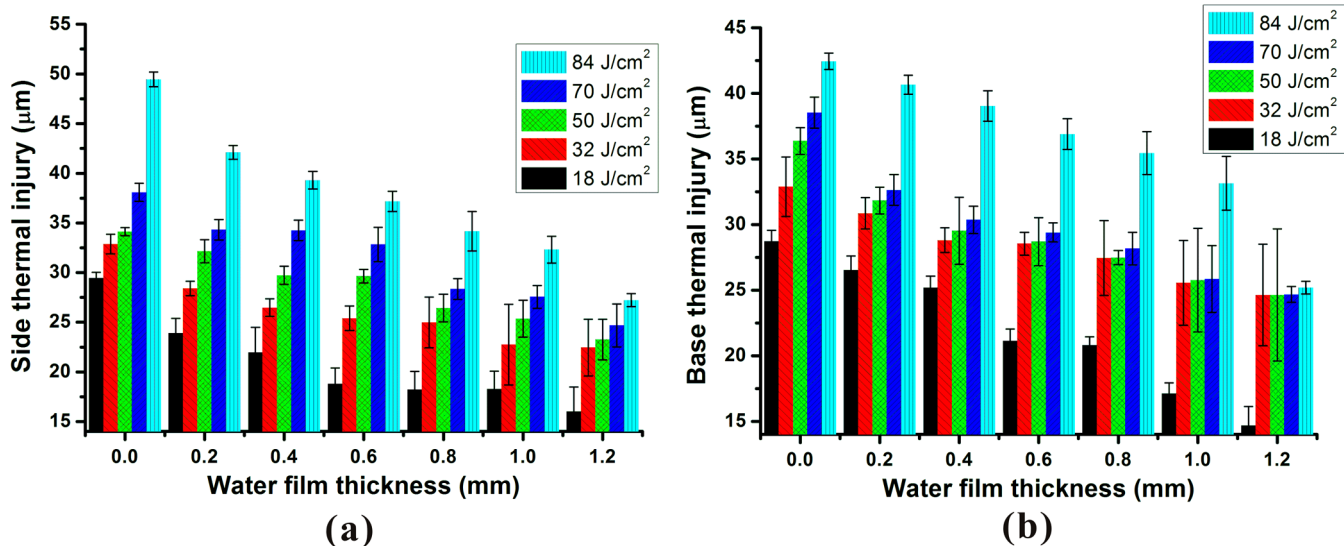 Side thermal injury (μm)
55
50
45
40
35
30
25
20
15
84 J/cm²
70 J/cm²
50 J/cm²
32 J/cm²
18 J/cm²
0.0 0.2 0.4 0.6 0.8 1.0 1.2
Water film thickness (mm)
(a)
Base thermal injury (μm)
45
40
35
30
25
20
15
84 J/cm²
70 J/cm²
50 J/cm²
32 J/cm²
18 J/cm²
0.0 0.2 0.4 0.6 0.8 1.0 1.2
Water film thickness (mm)
(b)